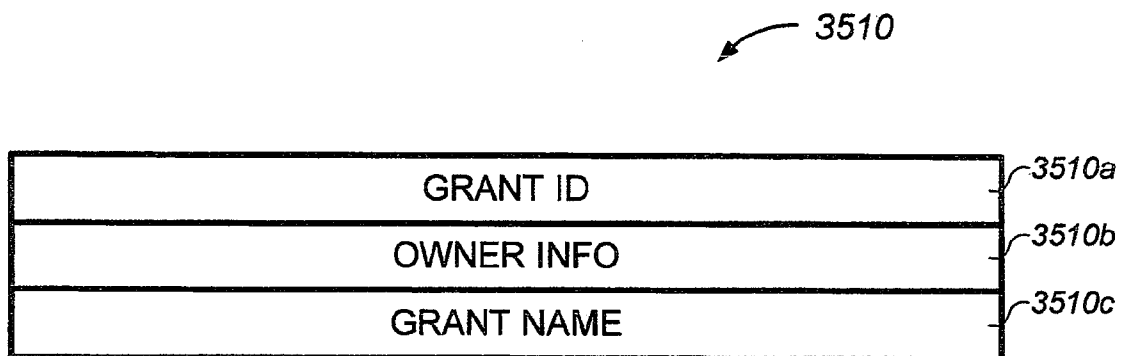 3510
GRANT ID 3510a
OWNER INFO 3510b
GRANT NAME 3510c